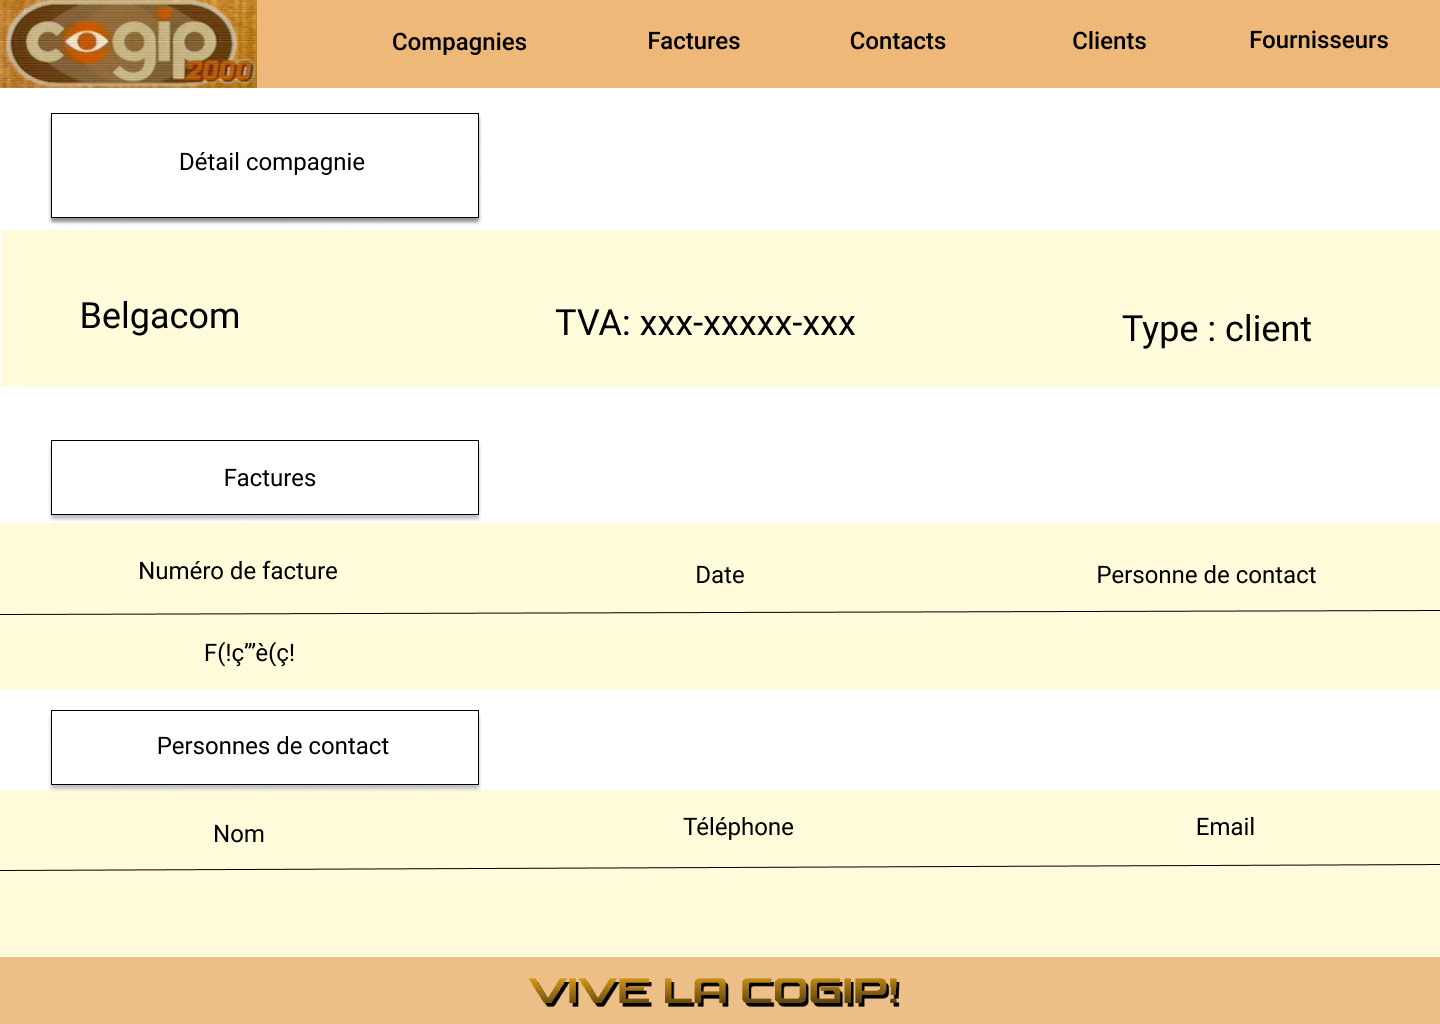 cogip
2000
Compagnies Factures Contacts Clients Fournisseurs
Détail compagnie
Belgacom TVA: xxx-xxxxx-xxx Type : client
Factures
Numéro de facture Date Personne de contact
F(!ç”’è(ç!
Personnes de contact
Nom Téléphone Email
VIVE LA COGIP!